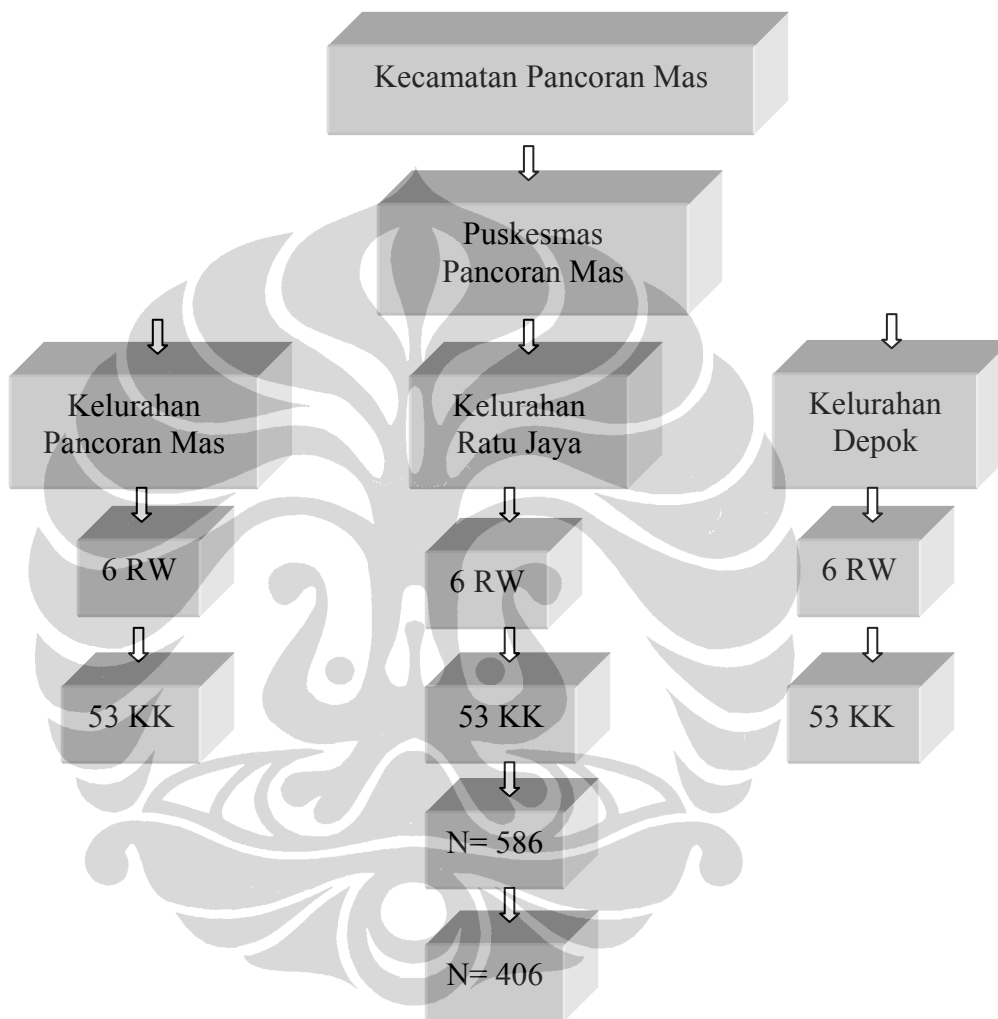 Kecamatan Pancoran Mas
Puskesmas
Pancoran Mas
Kelurahan
Pancoran Mas
Kelurahan
Ratu Jaya
Kelurahan
Depok
6 RW
6 RW
6 RW
53 KK
53 KK
53 KK
N= 586
N= 406